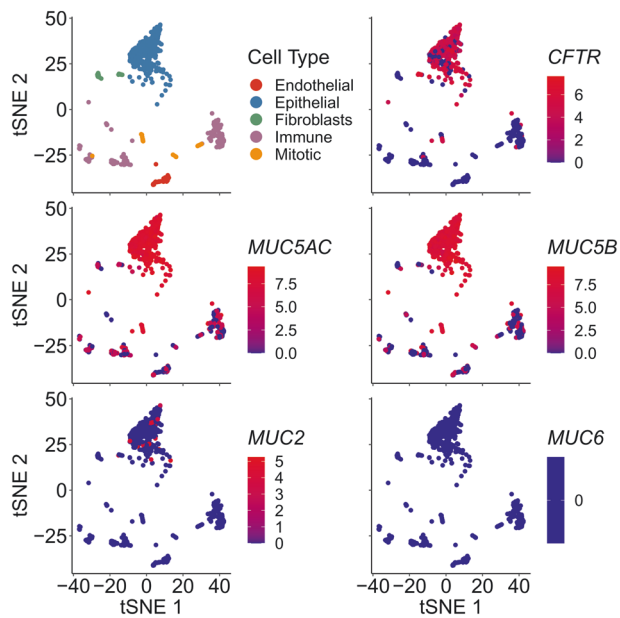 50
25
0
−25
tSNE 2
Cell Type
Endothelial
Epithelial
Fibroblasts
Immune
Mitotic
CFTR
6
4
2
0
50
25
0
−25
tSNE 2
MUC5AC
7.5
5.0
2.5
0.0
MUC5B
7.5
5.0
2.5
0.0
50
25
0
−25
tSNE 2
MUC2
5
4
3
2
1
0
MUC6
0
−40 −20 0 20 40
tSNE 1
−40 −20 0 20 40
tSNE 1